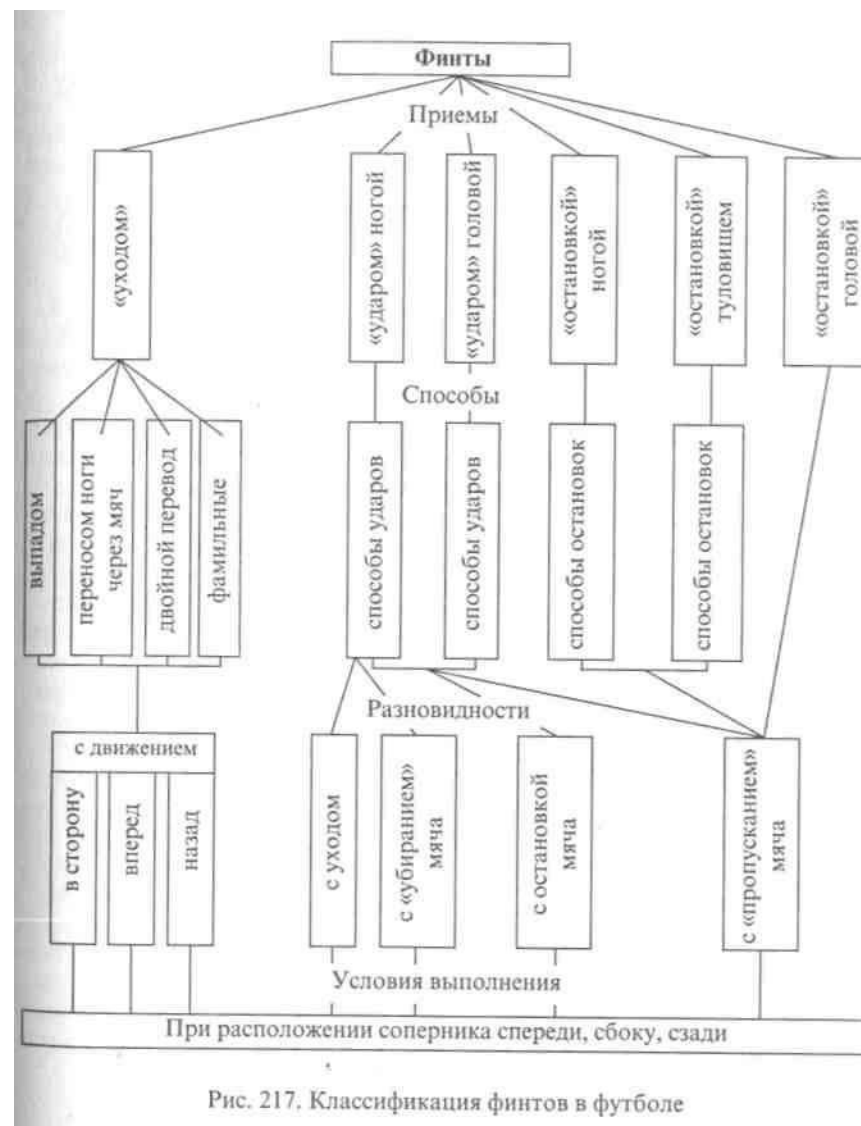 Финты
Приемы
«уходом»
«ударом» ногой
«ударом» головой
«остановкой»
ногой
«остановкой»
туловищем
«остановкой»
головой
Способы
выпадом
переносом ноги
через мяч
двойной перевод
фамильные
способы ударов
способы ударов
способы остановок
способы остановок
Разновидности
с движением
в сторону
вперед
назад
с уходом
с «убиранием»
мяча
с остановкой
мяча
с «пропусканием»
мяча
Условия выполнения
При расположении соперника спереди, сбоку, сзади
Рис. 217. Классификация финтов в футболе